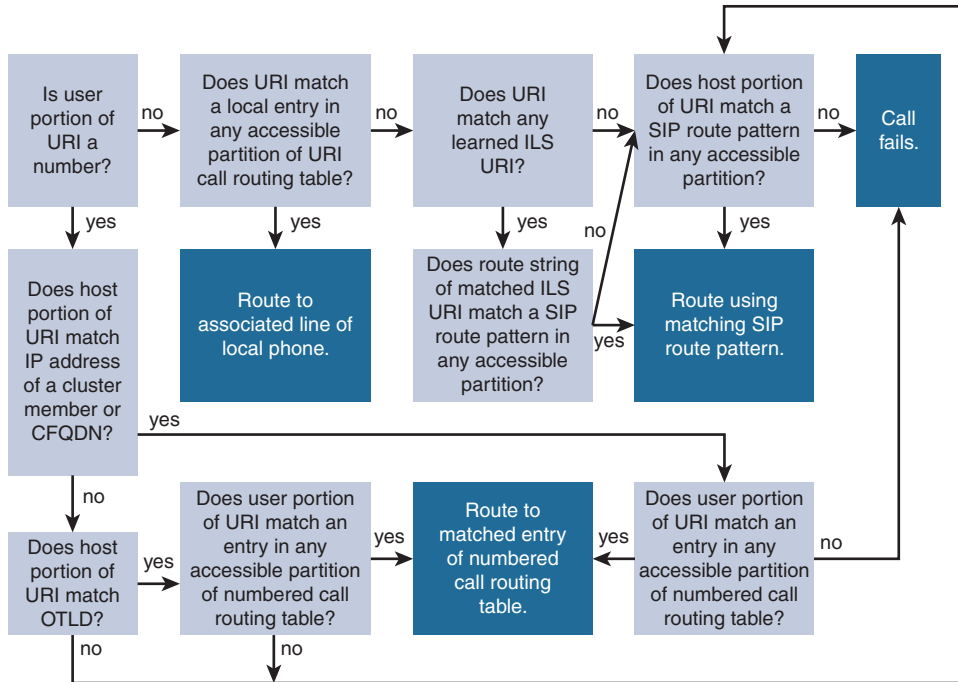 Is user
portion of
URI a
number?
no
Does URI match
a local entry in
any accessible
partition of URI
call routing table?
no
Does URI
match any
learned ILS
URI?
no
Does host portion
of URI match a
SIP route pattern
in any accessible
partition?
no
Call
fails.
yes
yes
yes
no
yes
Does host
portion of
URI match
IP address
of a cluster
member or
CFQDN?
Route to
associated line of
local phone.
Does route string
of matched ILS
URI match a SIP
route pattern in
any accessible
partition?
yes
Route using
matching SIP
route pattern.
yes
no
Does host
portion of
URI match
OTLD?
yes
Does user portion
of URI match an
entry in any
accessible partition
of numbered call
routing table?
yes
Route to
matched entry
of numbered
call routing
table.
yes
Does user portion
of URI match an
entry in any
accessible partition
of numbered call
routing table?
no
no
no